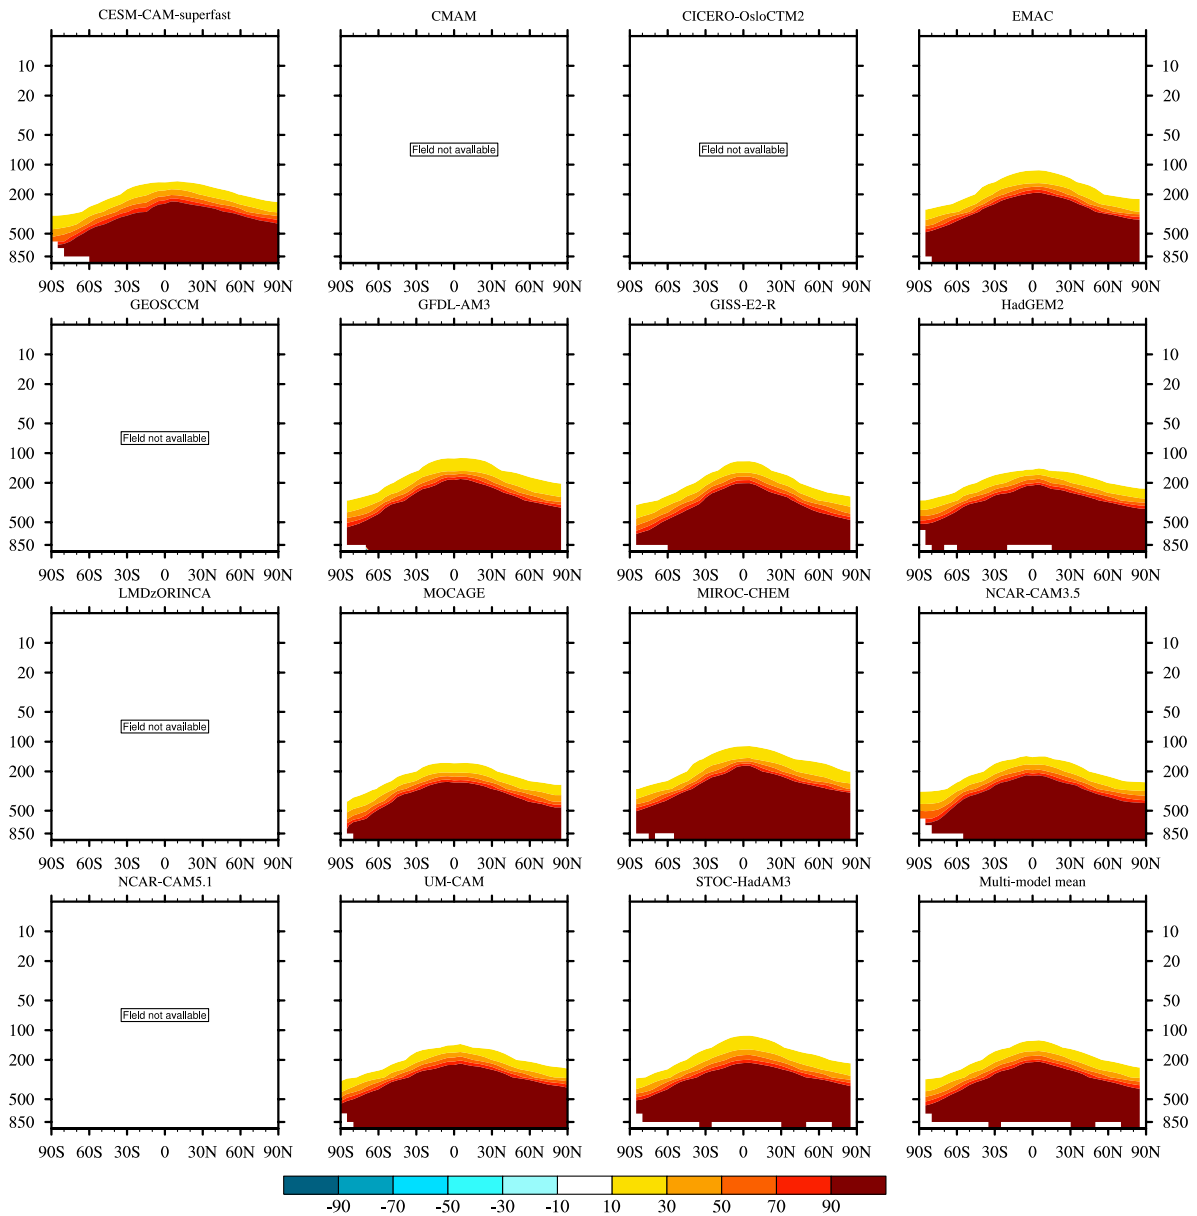 CESM-CAM-superfast CMAM CICERO-OsloCTM2 EMAC
10 10
20 20
50 50
Field not available Field not available
100 100
200 200
500 500
850 850
90S 60S 30S 0 30N 60N 90N 90S 60S 30S 0 30N 60N 90N 90S 60S 30S 0 30N 60N 90N 90S 60S 30S 0 30N 60N 90N
GEOSCCM GFDL-AM3 GISS-E2-R HadGEM2
10 10
20 20
50 50
Field not available
100 100
200 200
500 500
850 850
90S 60S 30S 0 30N 60N 90N 90S 60S 30S 0 30N 60N 90N 90S 60S 30S 0 30N 60N 90N 90S 60S 30S 0 30N 60N 90N
LMDzORINCA MOCAGE MIROC-CHEM NCAR-CAM3.5
10 10
20 20
50 50
Field not available
100 100
200 200
500 500
850 850
90S 60S 30S 0 30N 60N 90N 90S 60S 30S 0 30N 60N 90N 90S 60S 30S 0 30N 60N 90N 90S 60S 30S 0 30N 60N 90N
NCAR-CAM5.1 UM-CAM STOC-HadAM3 Multi-model mean
10 10
20 20
50 50
Field not available
100 100
200 200
500 500
850 850
90S 60S 30S 0 30N 60N 90N 90S 60S 30S 0 30N 60N 90N 90S 60S 30S 0 30N 60N 90N 90S 60S 30S 0 30N 60N 90N
-90 -70 -50 -30 -10 10 30 50 70 90